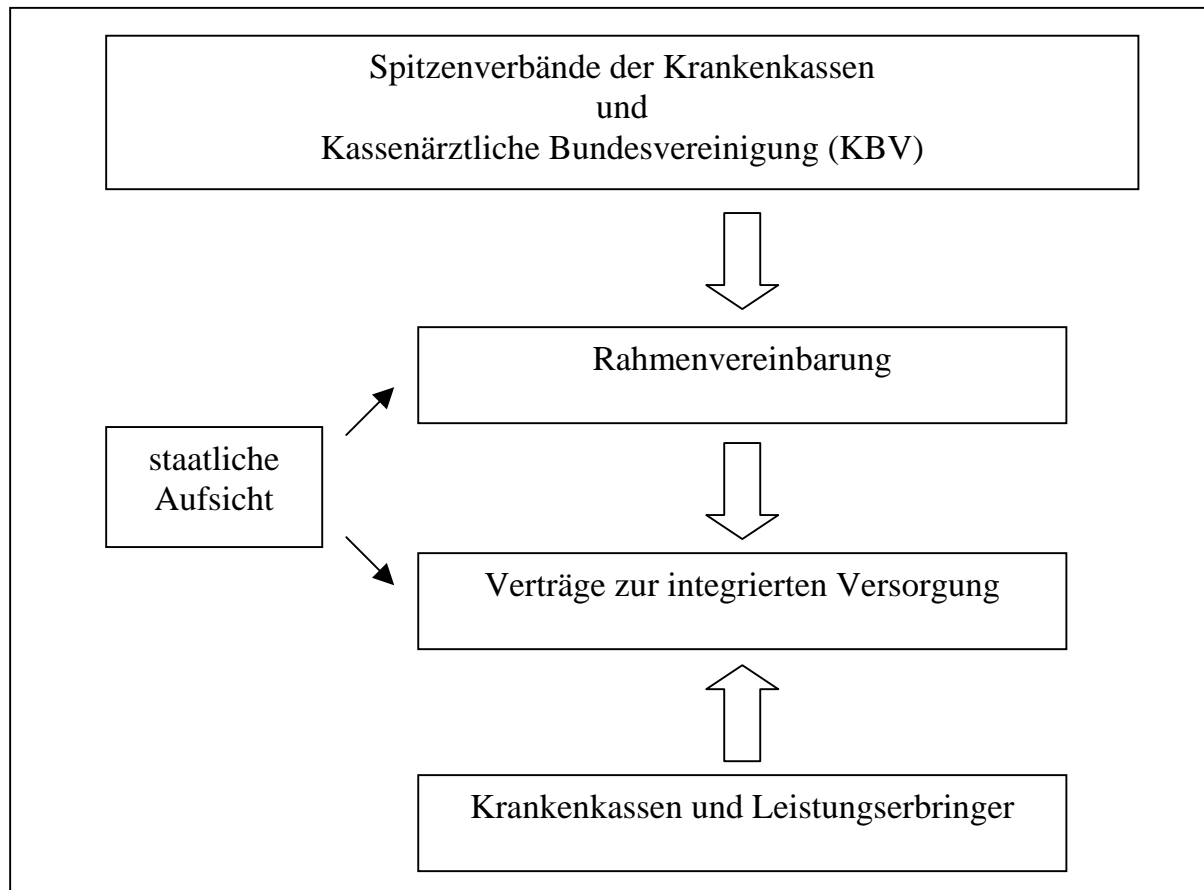 Spitzenverbände der Krankenkassen
und
Kassenärztliche Bundesvereinigung (KBV)
Rahmenvereinbarung
staatliche
Aufsicht
Verträge zur integrierten Versorgung
Krankenkassen und Leistungserbringer